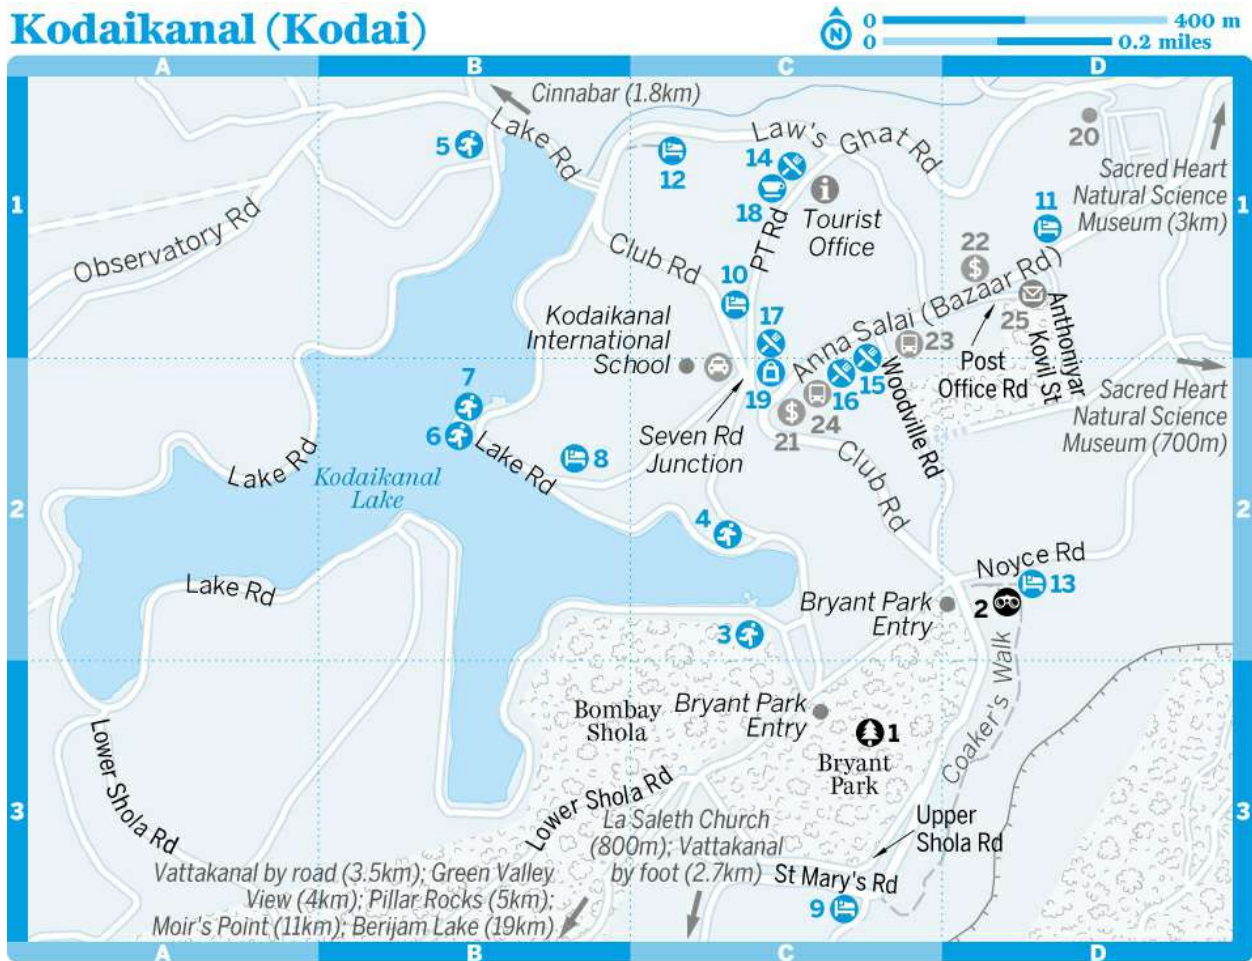 Kodaikanal (Kodai)
N
0
400 m
0
0.2 miles
A
B
C
D
Cinnabar (1.8km)
5
Lake Rd
12
14
Law's Ghat Rd
20
Sacred Heart
Natural Science
Museum (3km)
1
1
18
i
Tourist
Office
PT Rd
11
22
$
Observatory Rd
Club Rd
10
Anna Salai (Bazaar Rd)
25
Kodaikanal
International
School
17
23
Post
Office Rd
Anthoniyar
Kovil St
7
19
16
15
24
$
21
Woodville Rd
Sacred Heart
Natural Science
Museum (700m)
6
Lake Rd
8
Seven Rd
Junction
Club Rd
Lake Rd
Kodaikanal
Lake
2
2
4
Noyce Rd
Lake Rd
Bryant Park
Entry
2
13
3
Coaker's Walk
Bombay
Shola
Bryant Park
Entry
1
Bryant
Park
Lower Shola Rd
Lower Shola Rd
3
3
La Saleth Church
(800m); Vattakanal
by foot (2.7km)
Upper
Shola Rd
Vattakanal by road (3.5km); Green Valley
View (4km); Pillar Rocks (5km);
Moir's Point (11km); Berijam Lake (19km)
St Mary's Rd
9
A
B
C
D